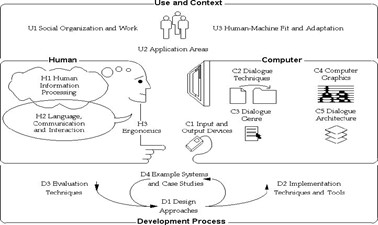 Use and Context
U1 Social Organization and Work
U3 Human-Machine Fit and Adaptation
U2 Application Areas
Human
Computer
H1 Human
Information
Processing
H2 Language,
Communication
and Interaction
H3
Ergonomics
C2 Dialogue
Techniques
C4 Computer
Graphics
C3 Dialogue
Genre
C5 Dialogue
Architecture
C1 Input and
Output Devices
D3 Evaluation
Techniques
D4 Example Systems
and Case Studies
D2 Implementation
Techniques and Tools
D1 Design
Approaches
Development Process